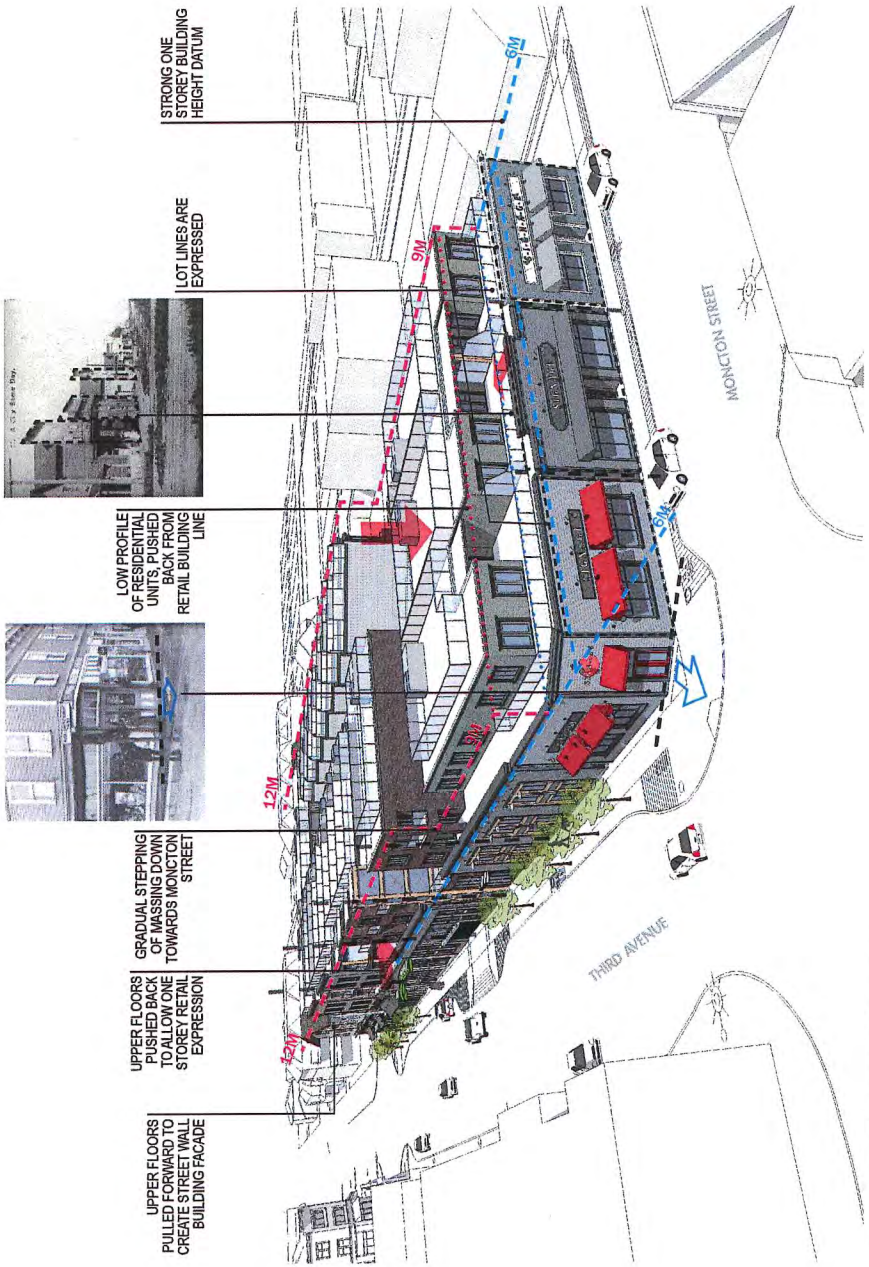 UPPER FLOORS
PULLED FORWARD TO
CREATE STREET WALL
BUILDING FACADE
UPPER FLOORS
PUSHED BACK
TO ALLOW ONE
STOREY RETAIL
EXPRESSION
GRADUAL STEPPING
OF MASSING DOWN
TOWARDS MONCTON
STREET
LOW PROFILE
OF RESIDENTIAL
UNITS, PUSHED
BACK FROM
RETAIL BUILDING
LINE
LOT LINES ARE
EXPRESSED
STRONG ONE
STOREY BUILDING
HEIGHT DATUM
12M
12M
9M
9M
6M
6M
SIGNAGE
THIRD AVENUE
MONCTON STREET